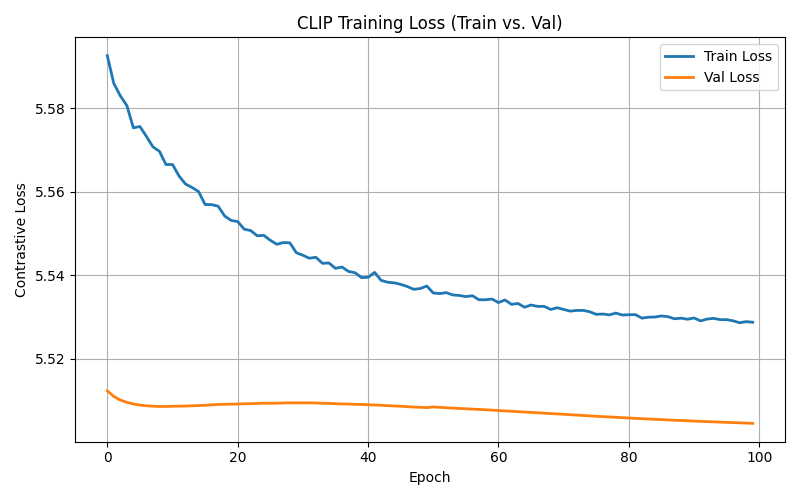 CLIP Training Loss (Train vs. Val)
Train Loss
Val Loss
Contrastive Loss
5.58
5.56
5.54
5.52
0 20 40 60 80 100
Epoch